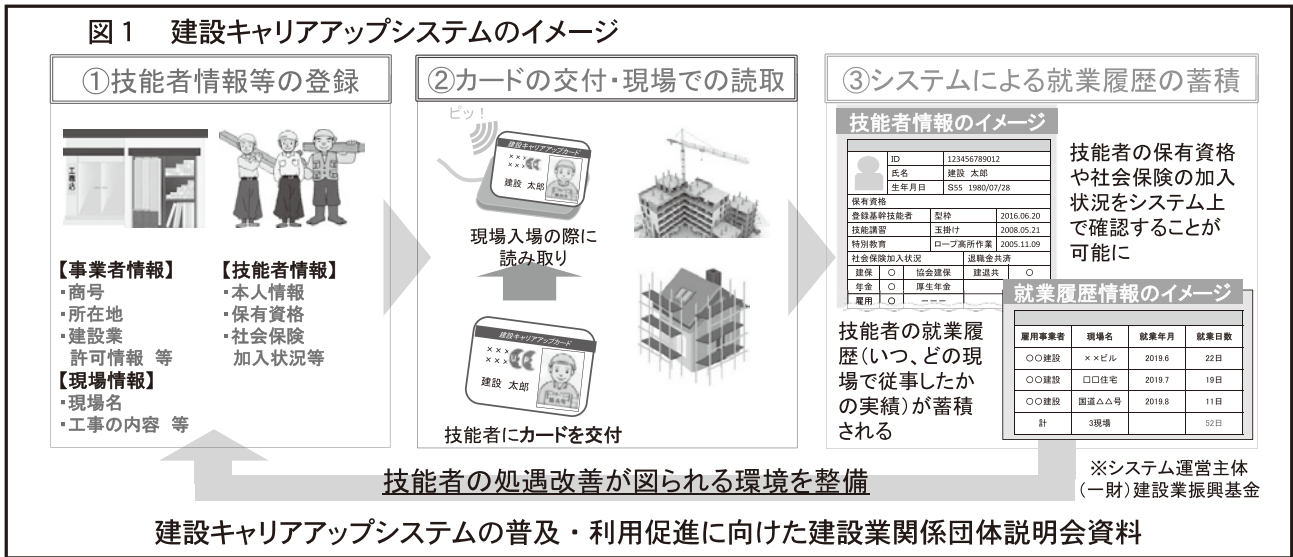 図1　建設キャリアアップシステムのイメージ
①技能者情報等の登録
工務店
【事業者情報】
・商号
・所在地
・建設業
許可情報 等
【現場情報】
・現場名
・工事の内容 等
【技能者情報】
・本人情報
・保有資格
・社会保険
加入状況等
②カードの交付・現場での読取
ピッ！
建設キャリアアップカード
建設 太郎
現場入場の際に
読み取り
建設キャリアアップカード
建設 太郎
技能者にカードを交付
③システムによる就業履歴の蓄積
技能者情報のイメージ
ID 123456789012
氏名 建設 太郎
生年月日 S55 1980/07/28
保有資格
登録基幹技能者 型枠 2016.06.20
技能講習 玉掛け 2008.05.21
特別教育 ロープ高所作業 2005.11.09
社会保険加入状況 退職金共済
健保 ○ 協会健保 建退共 ○
年金 ○ 厚生年金
雇用 ○ －－－
技能者の保有資格
や社会保険の加入
状況をシステム上
で確認することが
可能に
技能者の就業履
歴（いつ、どの現
場で従事したか
の実績）が蓄積
される
就業履歴情報のイメージ
雇用事業者 現場名 就業年月 就業日数
○○建設 ××ビル 2019.6 22日
○○建設 □□住宅 2019.7 19日
○○建設 国道△△号 2019.8 11日
計 3現場 52日
技能者の処遇改善が図られる環境を整備
※システム運営主体
（一財）建設業振興基金
建設キャリアアップシステムの普及・利用促進に向けた建設業関係団体説明会資料